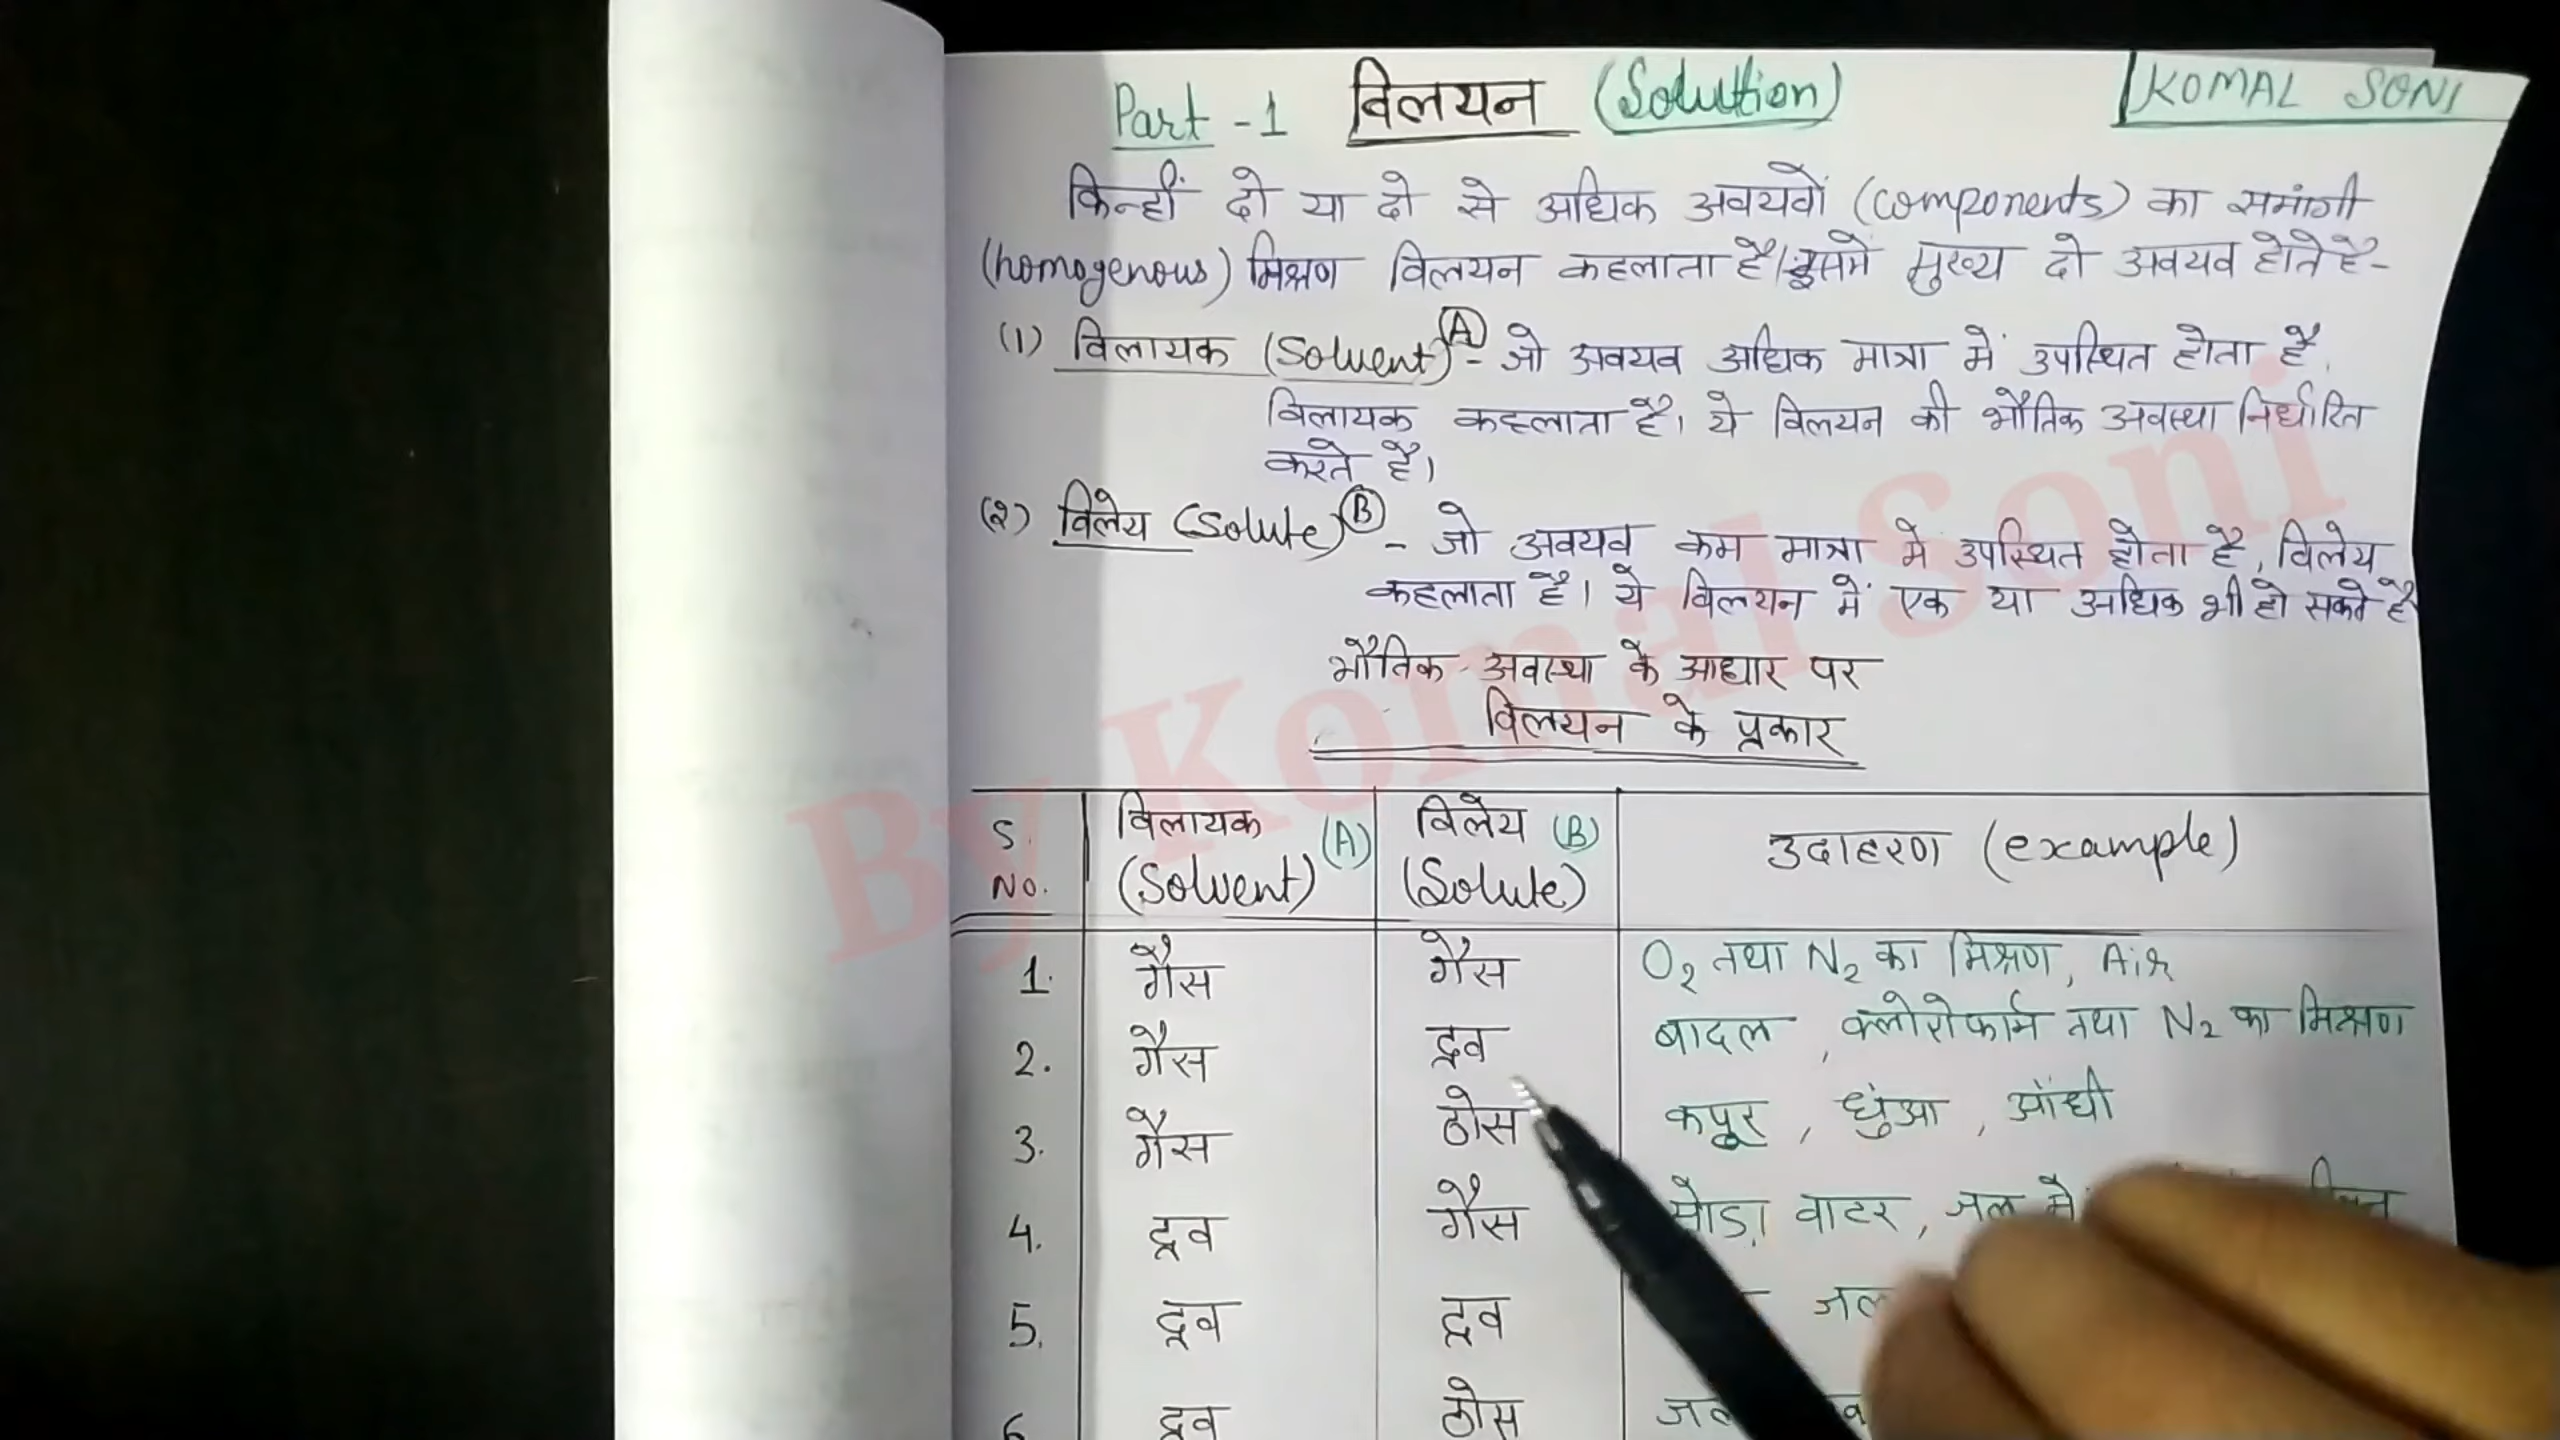 Part - 1 विलयन (Solution)
KOMAL SONI
किन्हीं दो या दो से अधिक अवयवों (components) का समांगी
(homogenous) मिश्रण विलयन कहलाता है। इसमे मुख्य दो अवयव होते है-
(1) विलायक (Solvent) (A) - जो अवयव अधिक मात्रा में उपस्थित होता है,
विलायक कहलाता है। ये विलयन की भौतिक अवस्था निर्धारित
करते है।
(२) विलेय (Solute) (B) - जो अवयव कम मात्रा मे उपस्थित होता है, विलेय
कहलाता है। ये विलयन में एक या अधिक भी हो सकते है
भौतिक अवस्था के आधार पर
विलयन के प्रकार
S. No. विलायक (Solvent) (A) विलेय (Solute) (B) उदाहरण (example)
1. गैस गैस O2 तथा N2 का मिश्रण, Air
2. गैस द्रव बादल, क्लोरोफार्म तथा N2 का मिश्रण
3. गैस ठोस कपूर, धुंआ, आँधी
4. द्रव गैस सोडा वाटर, जल में
5. द्रव द्रव
6 द्रव ठोस
By Komal Soni